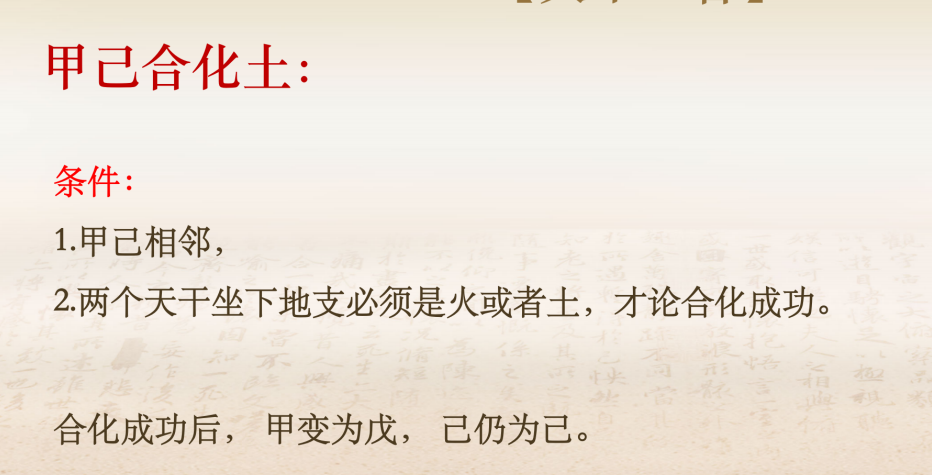 甲己合化土：
条件：
1.甲己相邻，
2.两个天干坐下地支必须是火或者土，才论合化成功。
合化成功后， 甲变为戊， 己仍为己。